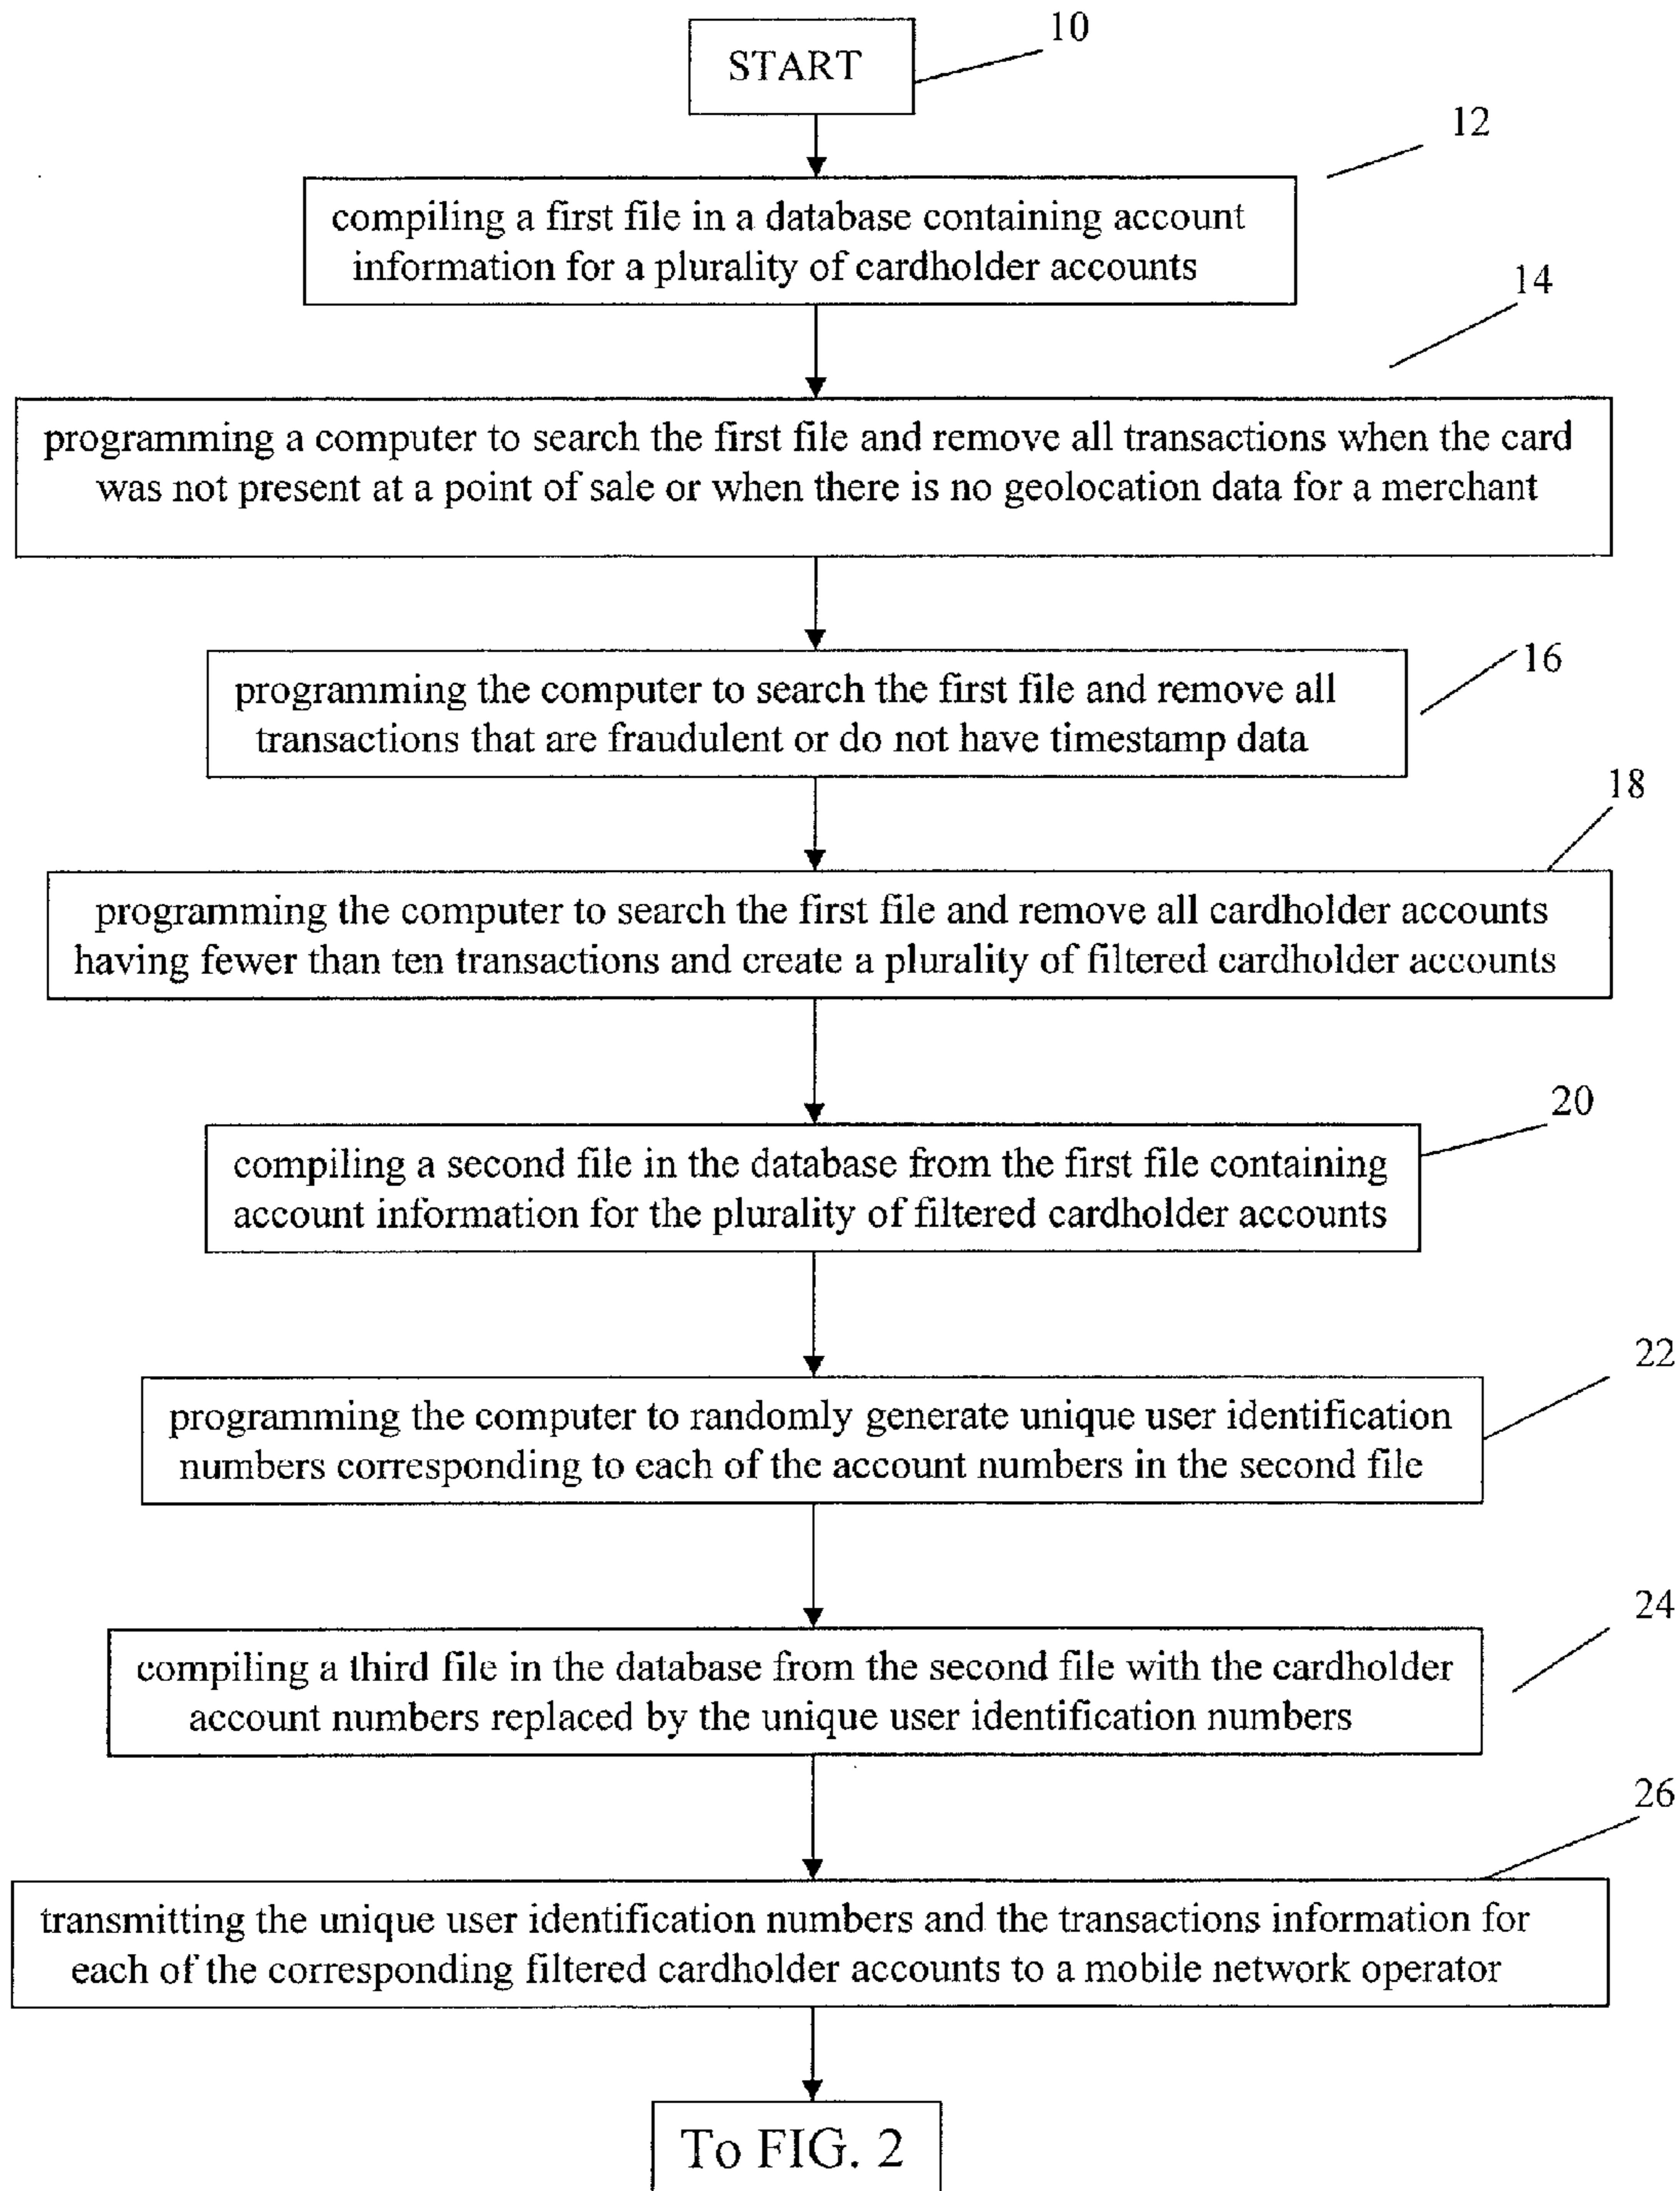 10
START
12
compiling a first file in a database containing account
information for a plurality of cardholder accounts
14
programming a computer to search the first file and remove all transactions when the card
was not present at a point of sale or when there is no geolocation data for a merchant
16
programming the computer to search the first file and remove all
transactions that are fraudulent or do not have timestamp data
18
programming the computer to search the first file and remove all cardholder accounts
having fewer than ten transactions and create a plurality of filtered cardholder accounts
20
compiling a second file in the database from the first file containing
account information for the plurality of filtered cardholder accounts
22
programming the computer to randomly generate unique user identification
numbers corresponding to each of the account numbers in the second file
24
compiling a third file in the database from the second file with the cardholder
account numbers replaced by the unique user identification numbers
26
transmitting the unique user identification numbers and the transactions information for
each of the corresponding filtered cardholder accounts to a mobile network operator
To FIG. 2